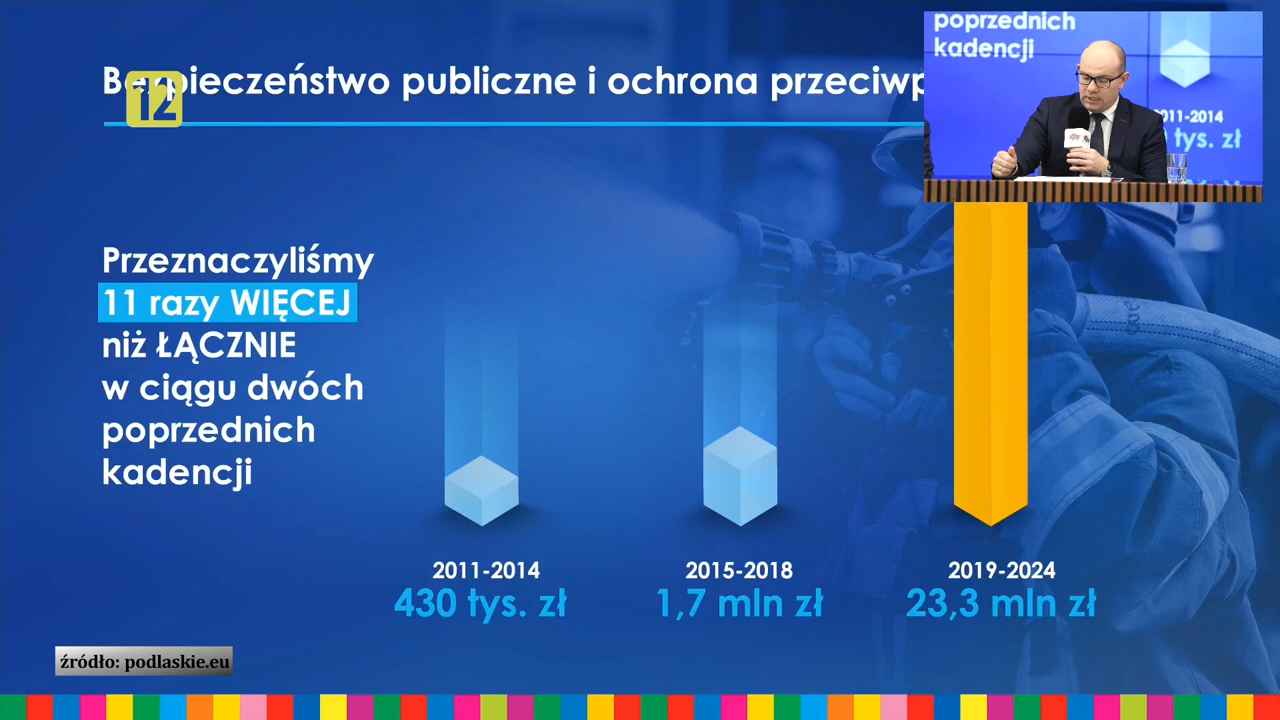 Bezpieczeństwo publiczne i ochrona przeciwp
12
poprzednich
kadencji
2011-2014
tys. zł
Przeznaczyliśmy
11 razy WIĘCEJ
niż ŁĄCZNIE
w ciągu dwóch
poprzednich
kadencji
2011-2014
430 tys. zł
2015-2018
1,7 mln zł
2019-2024
23,3 mln zł
źródło: podlaskie.eu